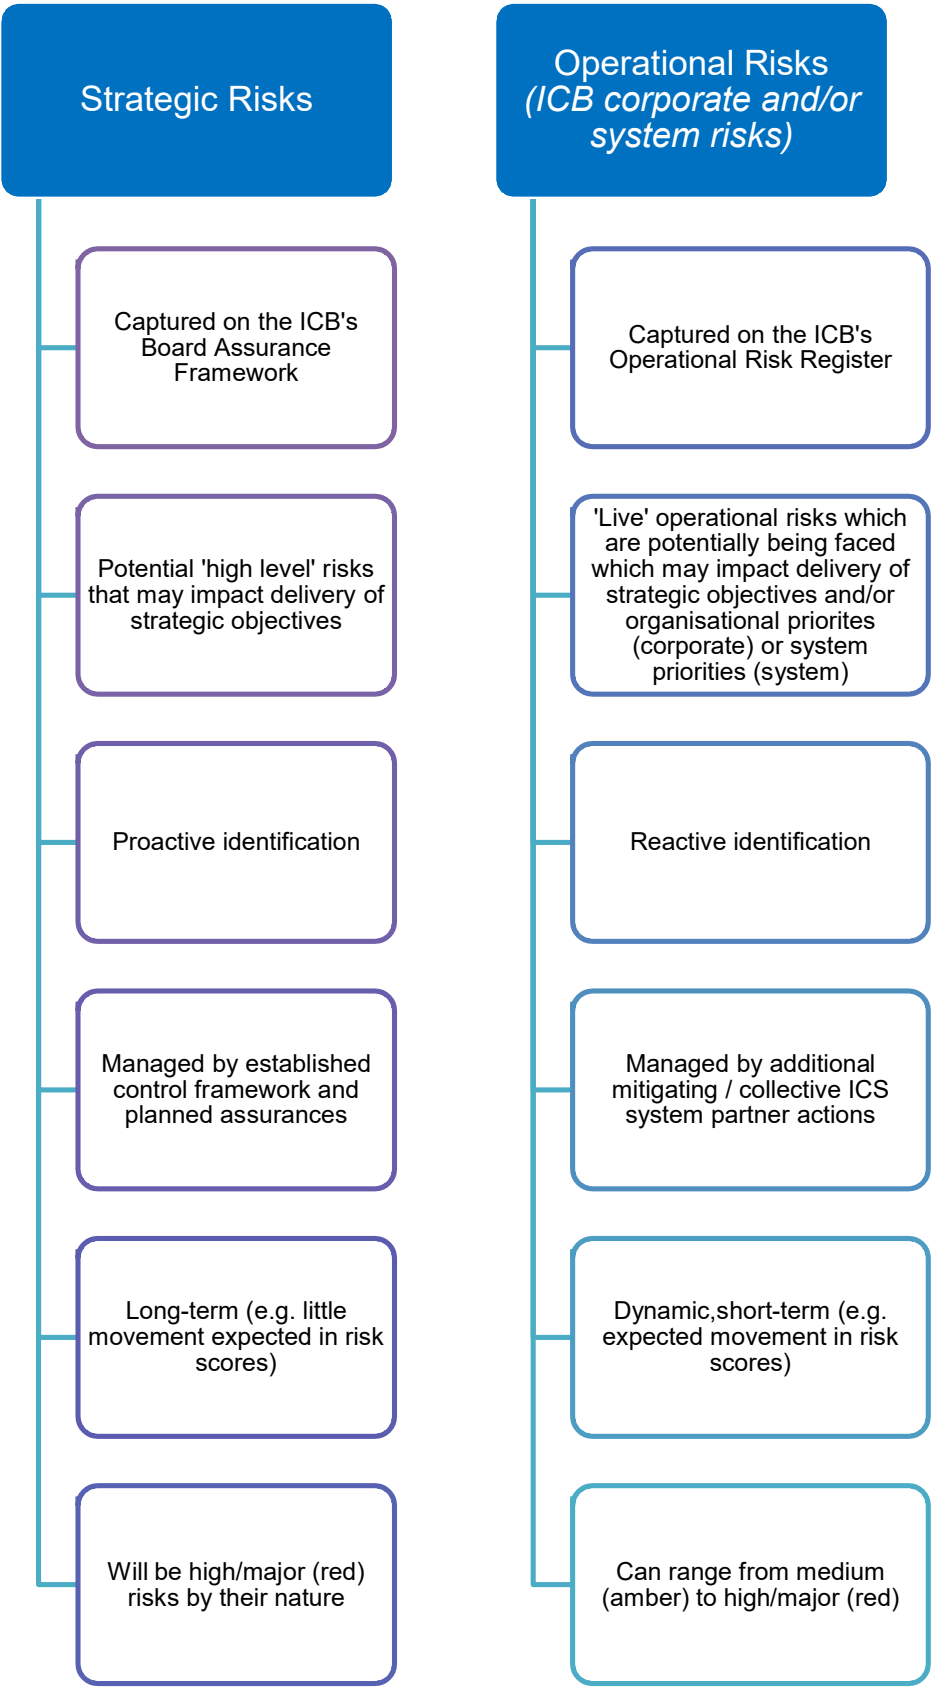 Strategic Risks
Captured on the ICB's
Board Assurance
Framework
Potential 'high level' risks
that may impact delivery of
strategic objectives
Proactive identification
Managed by established
control framework and
planned assurances
Long-term (e.g. little
movement expected in risk
scores)
Will be high/major (red)
risks by their nature
Operational Risks
(ICB corporate and/or
system risks)
Captured on the ICB's
Operational Risk Register
'Live' operational risks which
are potentially being faced
which may impact delivery of
strategic objectives and/or
organisational priorites
(corporate) or system
priorities (system)
Reactive identification
Managed by additional
mitigating / collective ICS
system partner actions
Dynamic,short-term (e.g.
expected movement in risk
scores)
Can range from medium
(amber) to high/major (red)